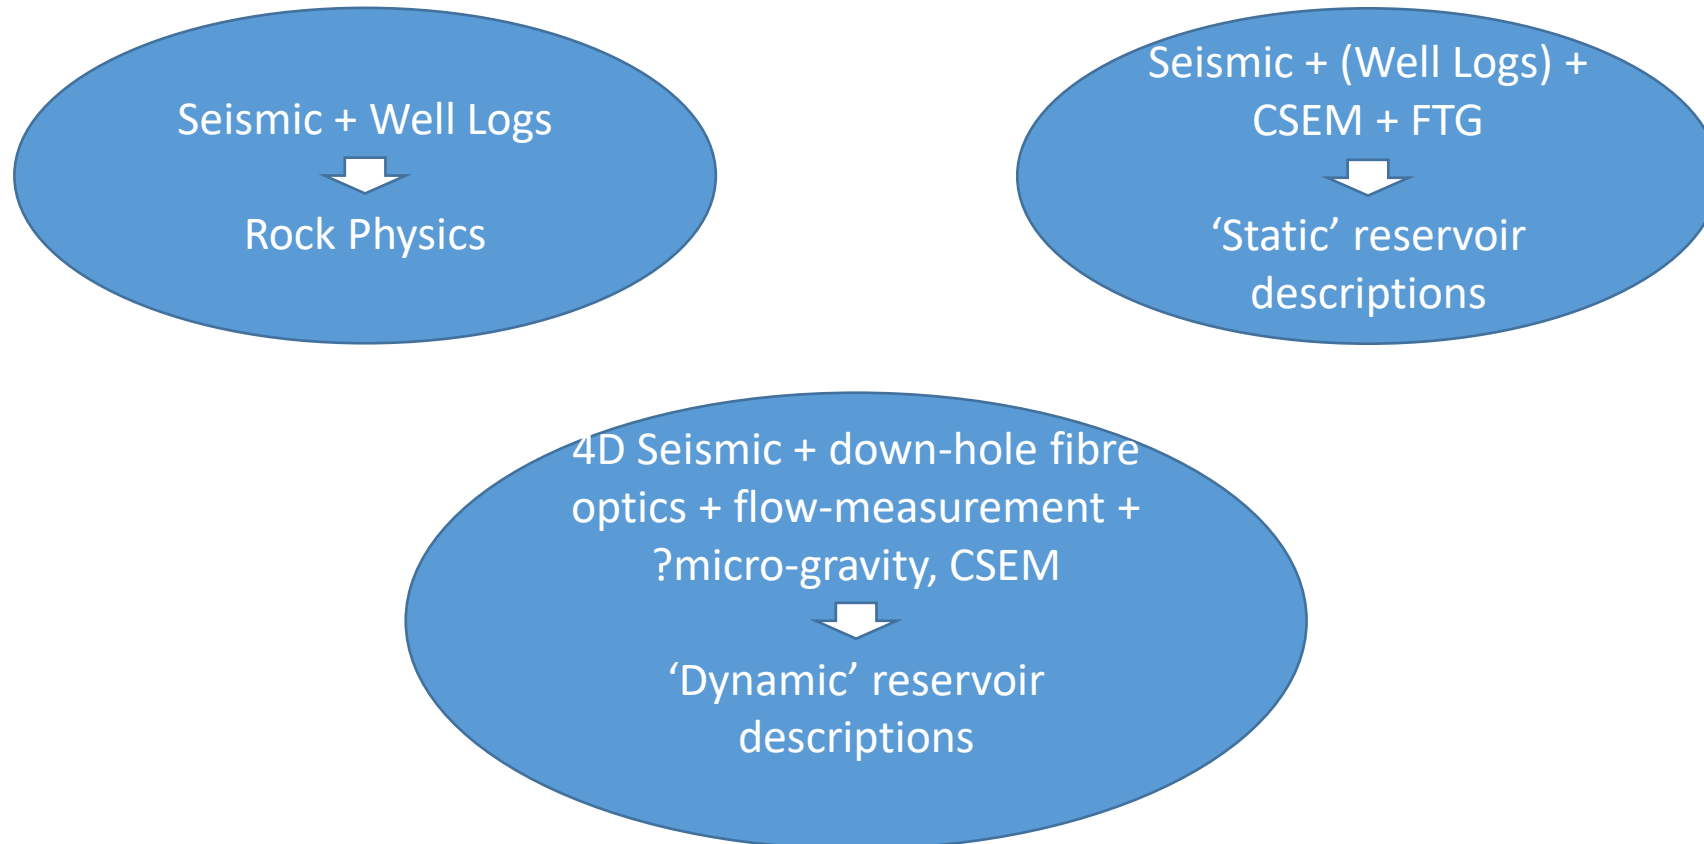 Seismic + Well Logs
Rock Physics
Seismic + (Well Logs) +
CSEM + FTG
‘Static’ reservoir
descriptions
4D Seismic + down-hole fibre
optics + flow-measurement +
?micro-gravity, CSEM
‘Dynamic’ reservoir
descriptions